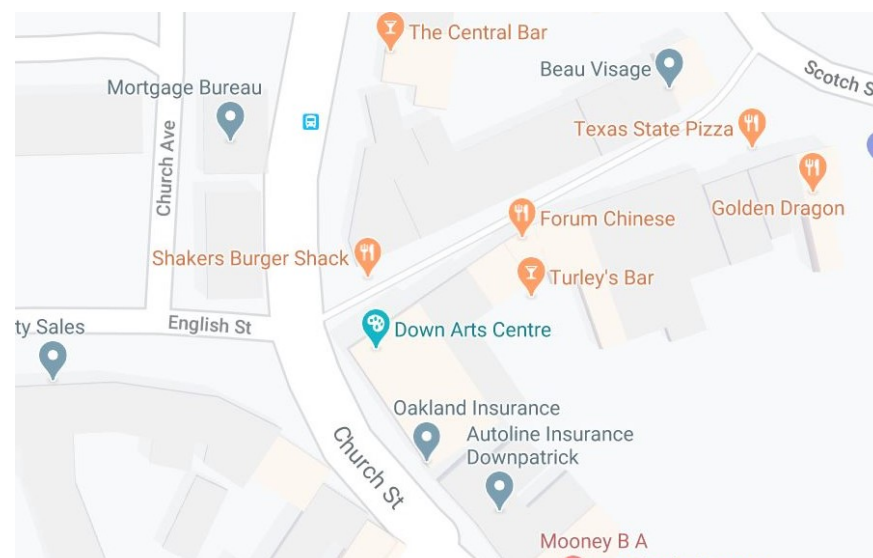 The Central Bar
Beau Visage
Scotch S
Mortgage Bureau
Texas State Pizza
Church Ave
Golden Dragon
Forum Chinese
Shakers Burger Shack
Turley's Bar
English St
ty Sales
Down Arts Centre
Oakland Insurance
Autoline Insurance
Downpatrick
Church St
Mooney B A